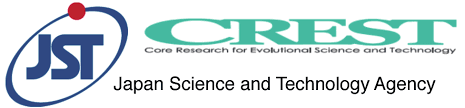 JST
CREST
Core Research for Evolutional Science and Technology
Japan Science and Technology Agency